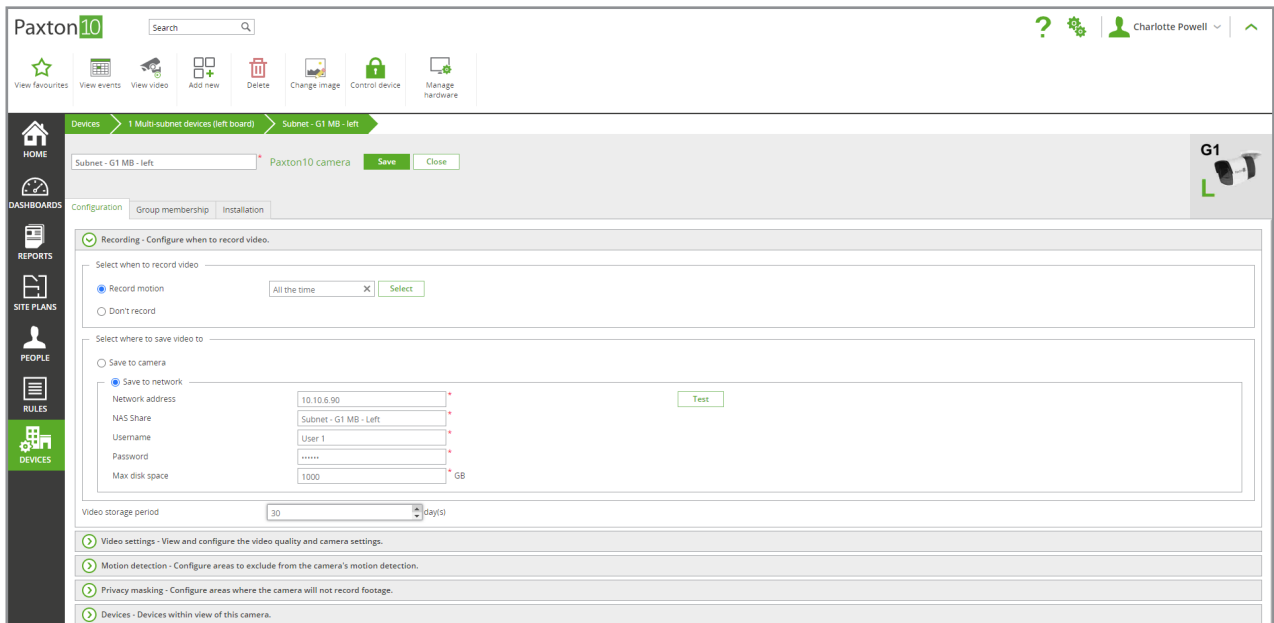 Paxton10
Search
?
Charlotte Powell
View favourites
View events
View video
Add new
Delete
Change image
Control device
Manage
hardware
HOME
DASHBOARDS
REPORTS
SITE PLANS
PEOPLE
RULES
DEVICES
Devices
1 Multi-subnet devices (left board)
Subnet - G1 MB - left
Subnet - G1 MB - left
*
Paxton10 camera
Save
Close
G1
L
Configuration
Group membership
Installation
Recording - Configure when to record video.
Select when to record video
Record motion
All the time
Select
Don't record
Select where to save video to
Save to camera
Save to network
Network address
10.10.6.90
*
Test
NAS Share
Subnet - G1 MB - Left
*
Username
User 1
*
Password
······
*
Max disk space
1000
*
GB
Video storage period
30
day(s)
Video settings - View and configure the video quality and camera settings.
Motion detection - Configure areas to exclude from the camera's motion detection.
Privacy masking - Configure areas where the camera will not record footage.
Devices - Devices within view of this camera.